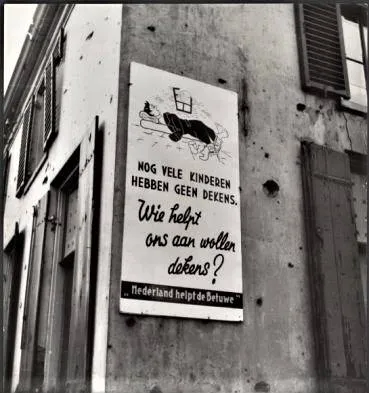 NOG VELE KINDEREN
HEBBEN GEEN DEKENS.
Wie helpt
ons aan wollen
dekens?
"Nederland helpt de Betuwe"